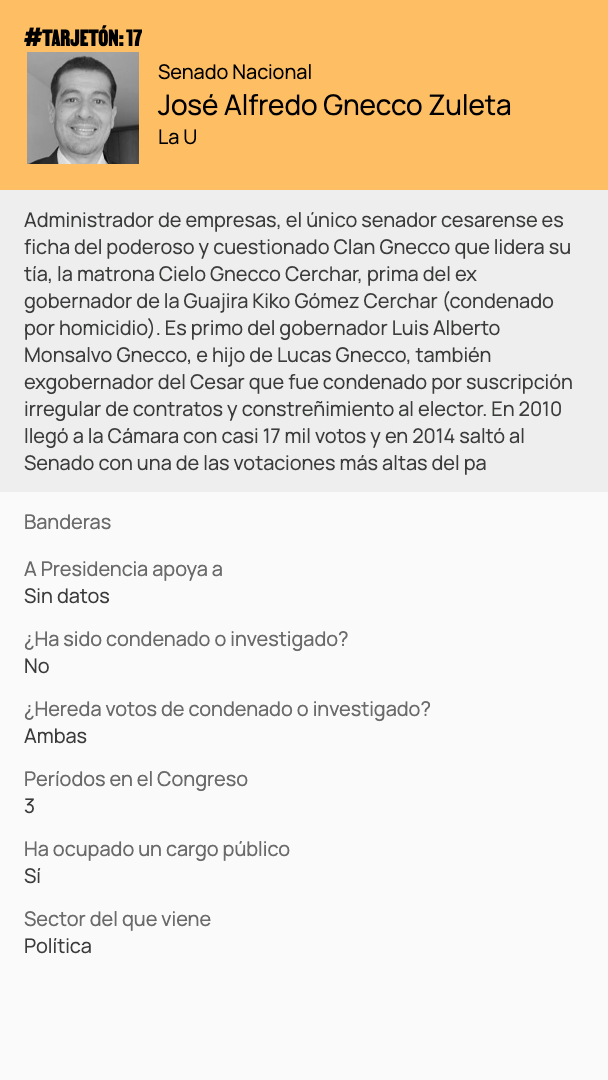 #TARJETÓN: 17
Senado Nacional
José Alfredo Gnecco Zuleta
La U
Administrador de empresas, el único senador cesarense es
ficha del poderoso y cuestionado Clan Gnecco que lidera su
tía, la matrona Cielo Gnecco Cerchar, prima del ex
gobernador de la Guajira Kiko Gómez Cerchar (condenado
por homicidio). Es primo del gobernador Luis Alberto
Monsalvo Gnecco, e hijo de Lucas Gnecco, también
exgobernador del Cesar que fue condenado por suscripción
irregular de contratos y constreñimiento al elector. En 2010
llegó a la Cámara con casi 17 mil votos y en 2014 saltó al
Senado con una de las votaciones más altas del pa
Banderas
A Presidencia apoya a
Sin datos
¿Ha sido condenado o investigado?
No
¿Hereda votos de condenado o investigado?
Ambas
Períodos en el Congreso
3
Ha ocupado un cargo público
Sí
Sector del que viene
Política